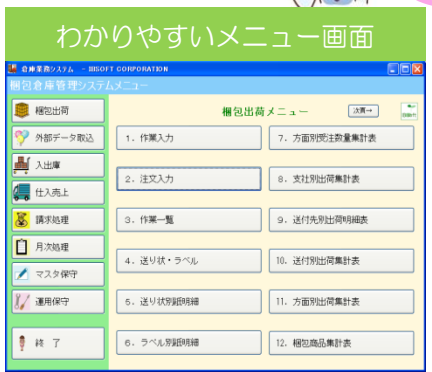 わかりやすいメニュー画面
倉庫業務システム - BISOFT CORPORATION
梱包倉庫管理システムメニュー
梱包出荷
外部データ取込
入出庫
仕入売上
請求処理
月次処理
マスタ保守
運用保守
終 了
梱包出荷メニュー
次頁→
1. 作業入力
2. 注文入力
3. 作業一覧
4. 送り状・ラベル
5. 送り状別詳明細
6. ラベル別詳明細
7. 方面別受注数量集計表
8. 支社別出荷集計表
9. 送付先別出荷明細表
10. 送付別出荷集計表
11. 方面別出荷集計表
12. 梱包商品集計表